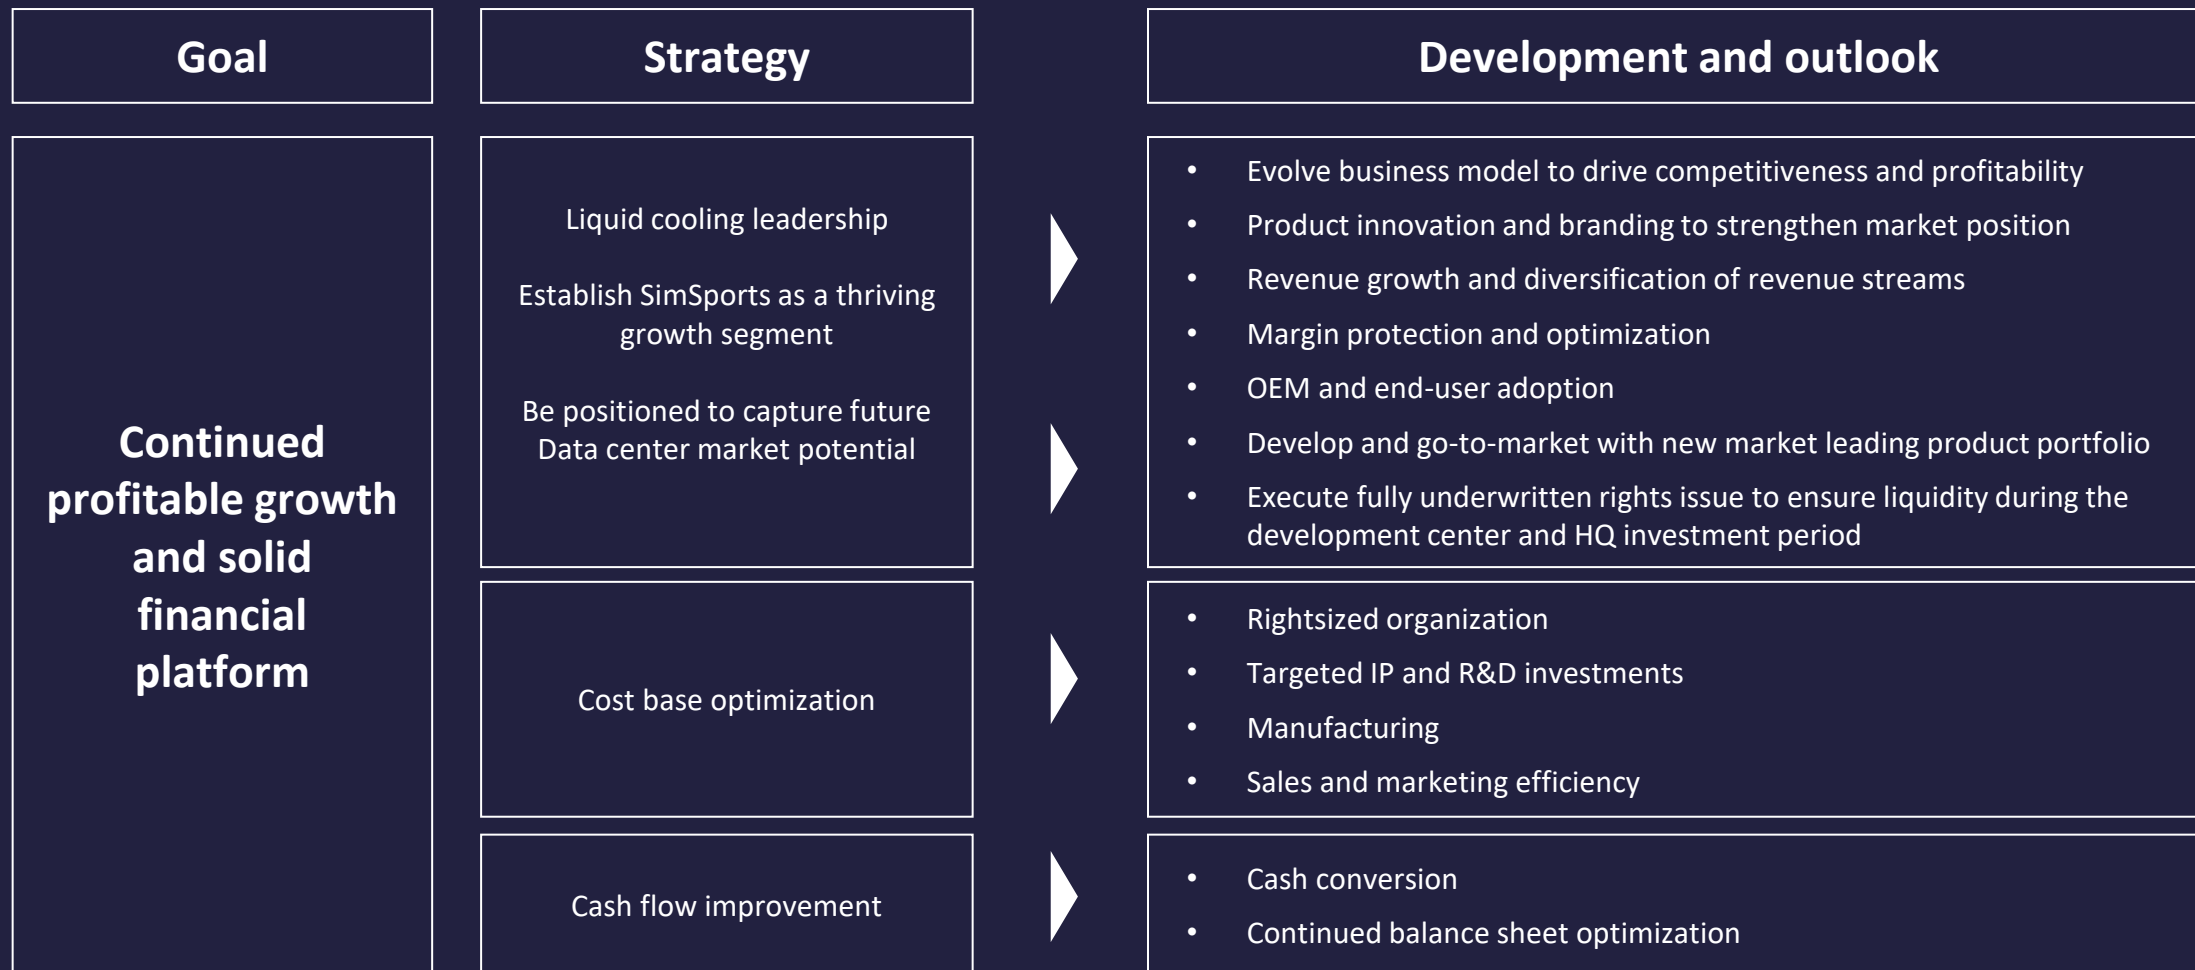 Goal
Strategy
Development and outlook
Continued
profitable growth
and solid
financial
platform
Liquid cooling leadership
Establish SimSports as a thriving
growth segment
Be positioned to capture future
Data center market potential
• Evolve business model to drive competitiveness and profitability
• Product innovation and branding to strengthen market position
• Revenue growth and diversification of revenue streams
• Margin protection and optimization
• OEM and end-user adoption
• Develop and go-to-market with new market leading product portfolio
• Execute fully underwritten rights issue to ensure liquidity during the
development center and HQ investment period
Cost base optimization
• Rightsized organization
• Targeted IP and R&D investments
• Manufacturing
• Sales and marketing efficiency
Cash flow improvement
• Cash conversion
• Continued balance sheet optimization